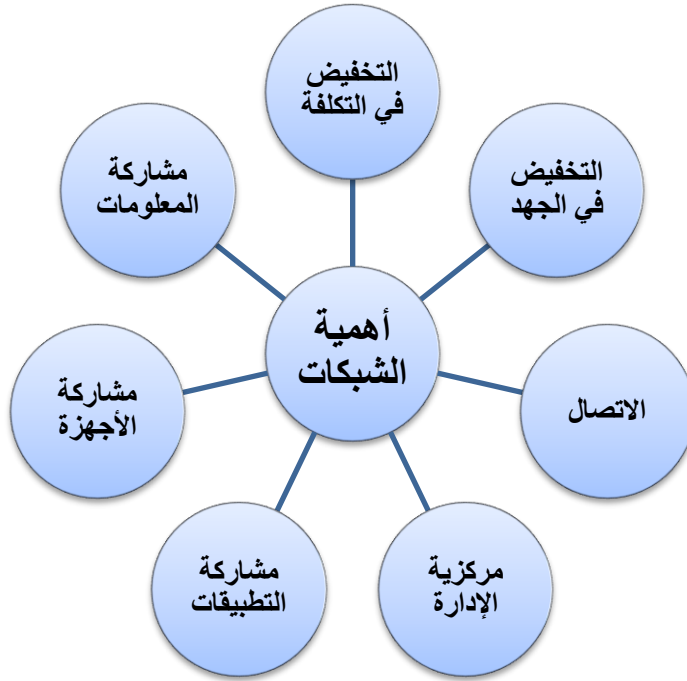 التخفيض
في التكلفة
التخفيض
في الجهد
مشاركة
المعلومات
أهمية
الشبكات
الاتصال
مشاركة
الأجهزة
مركزية
الإدارة
مشاركة
التطبيقات